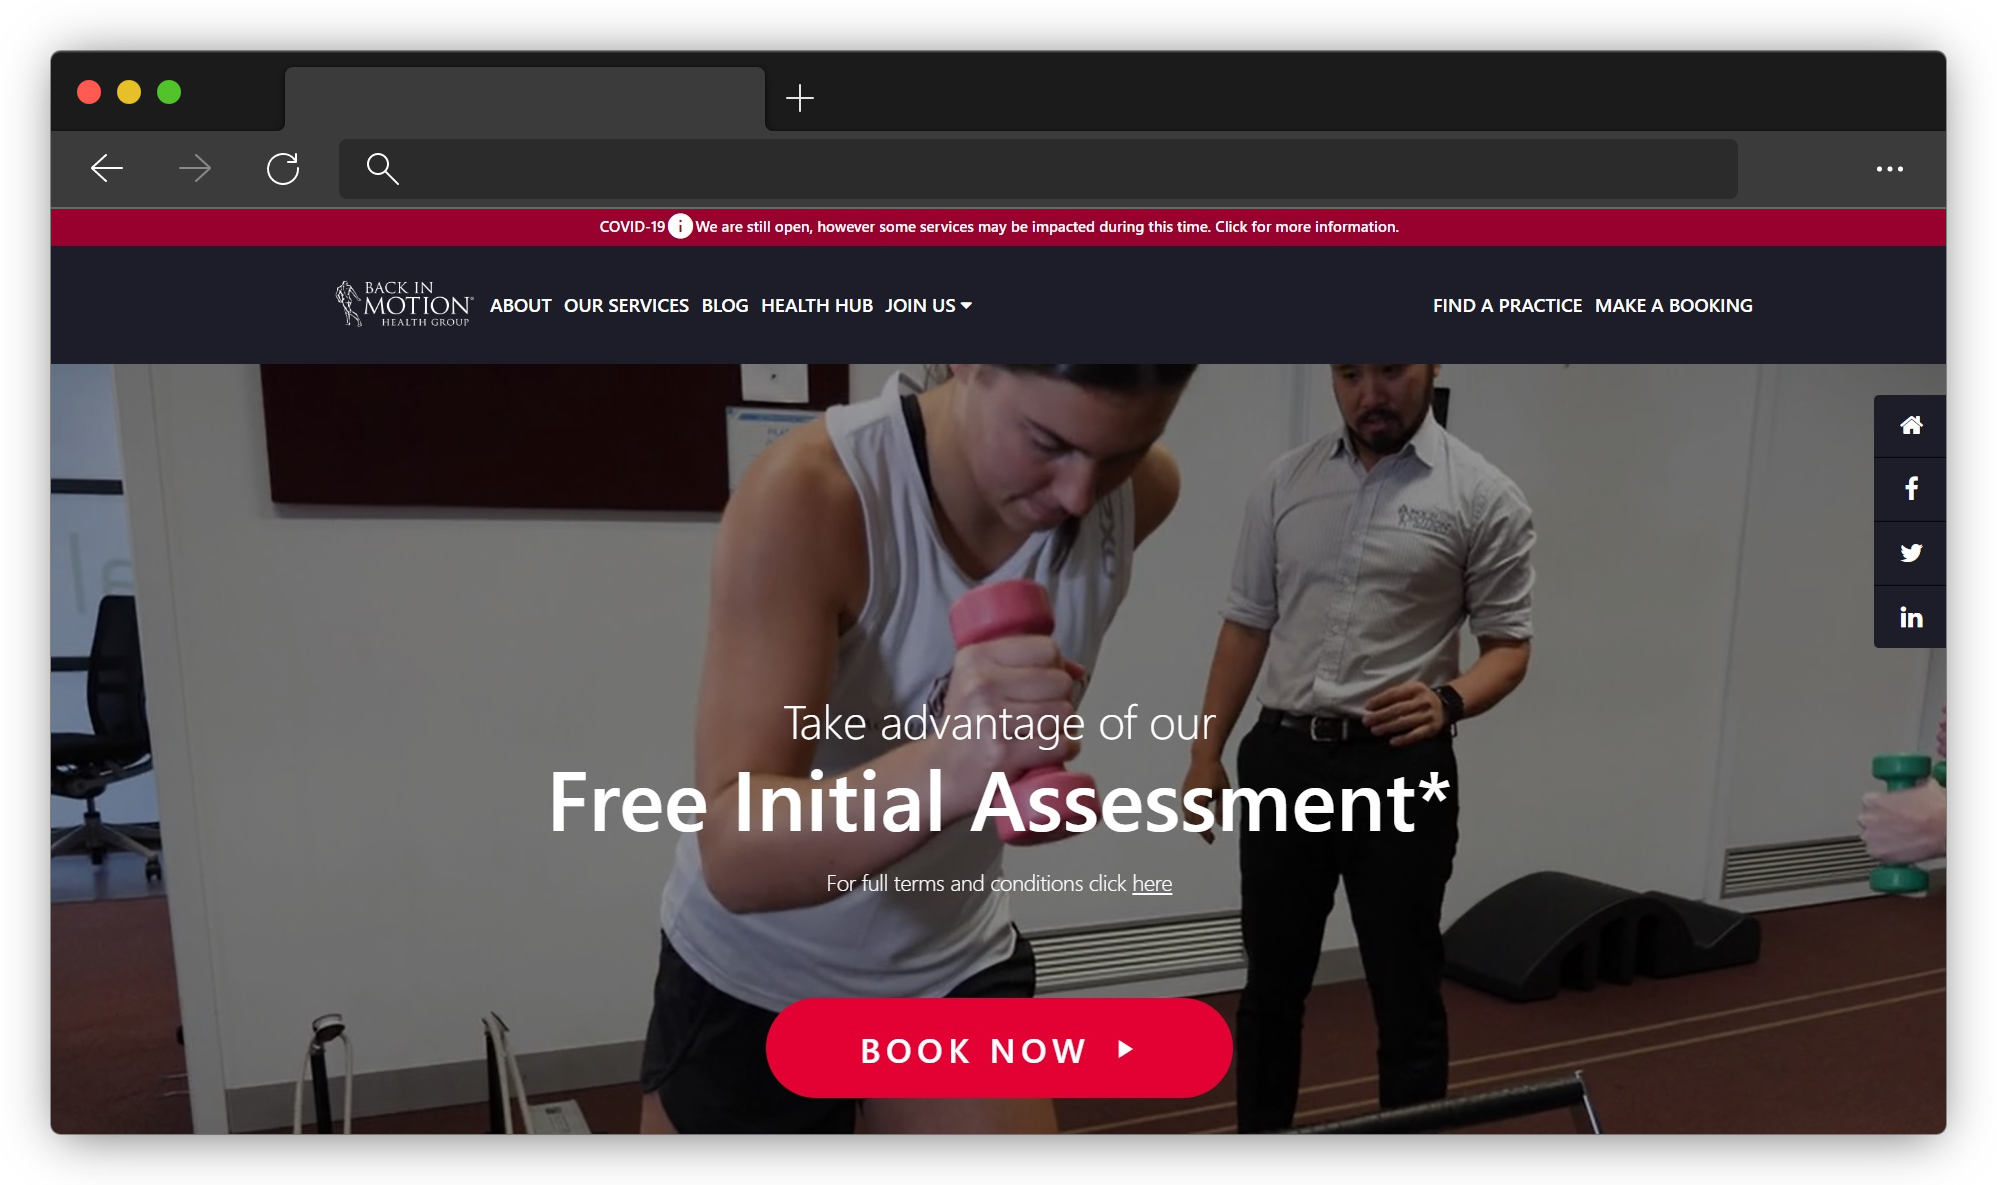 COVID-19 i We are still open, however some services may be impacted during this time. Click for more information.
BACK IN
MOTION
HEALTH GROUP
ABOUT OUR SERVICES BLOG HEALTH HUB JOIN US
FIND A PRACTICE MAKE A BOOKING
Take advantage of our
Free Initial Assessment*
For full terms and conditions click here
BOOK NOW